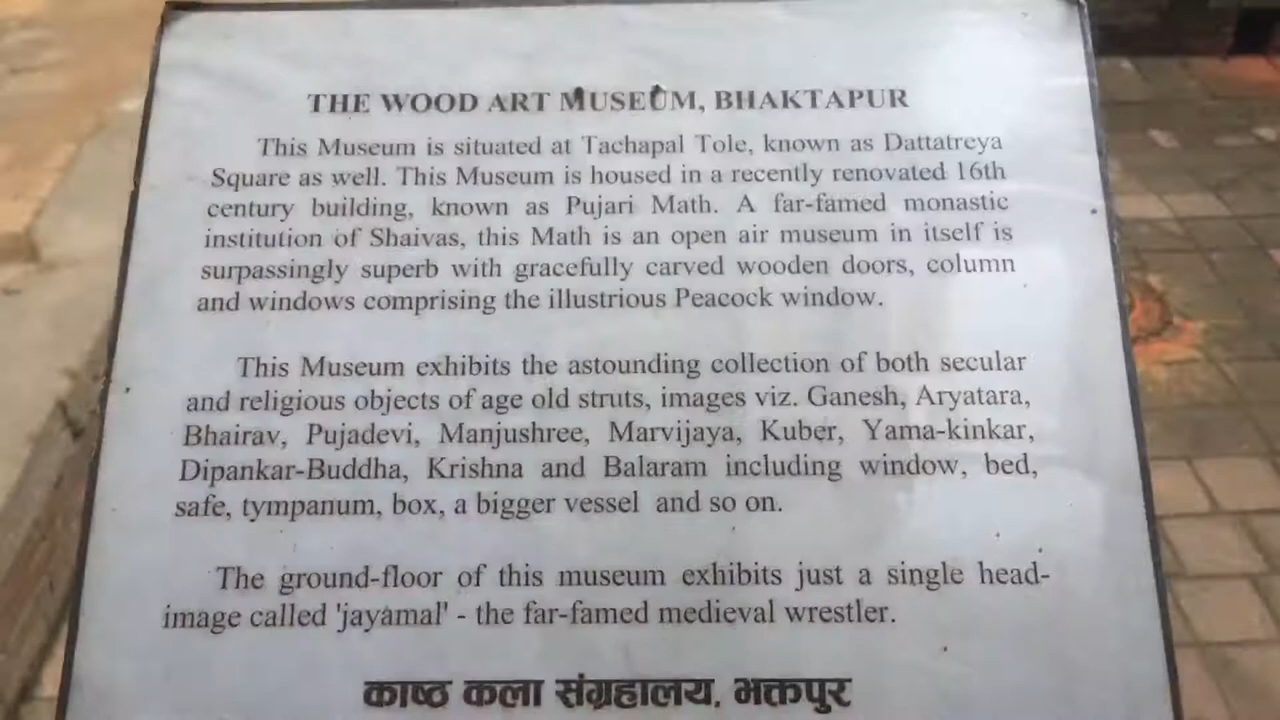 THE WOOD ART MUSEUM, BHAKTAPUR
This Museum is situated at Tachapal Tole, known as Dattatreya
Square as well. This Museum is housed in a recently renovated 16th
century building, known as Pujari Math. A far-famed monastic
institution of Shaivas, this Math is an open air museum in itself is
surpassingly superb with gracefully carved wooden doors, column
and windows comprising the illustrious Peacock window.
This Museum exhibits the astounding collection of both secular
and religious objects of age old struts, images viz. Ganesh, Aryatara,
Bhairav, Pujadevi, Manjushree, Marvijaya, Kuber, Yama-kinkar,
Dipankar-Buddha, Krishna and Balaram including window, bed,
safe, tympanum, box, a bigger vessel and so on.
The ground-floor of this museum exhibits just a single head-
image called 'jayamal' - the far-famed medieval wrestler.
काष्ठ कला संग्रहालय, भक्तपुर